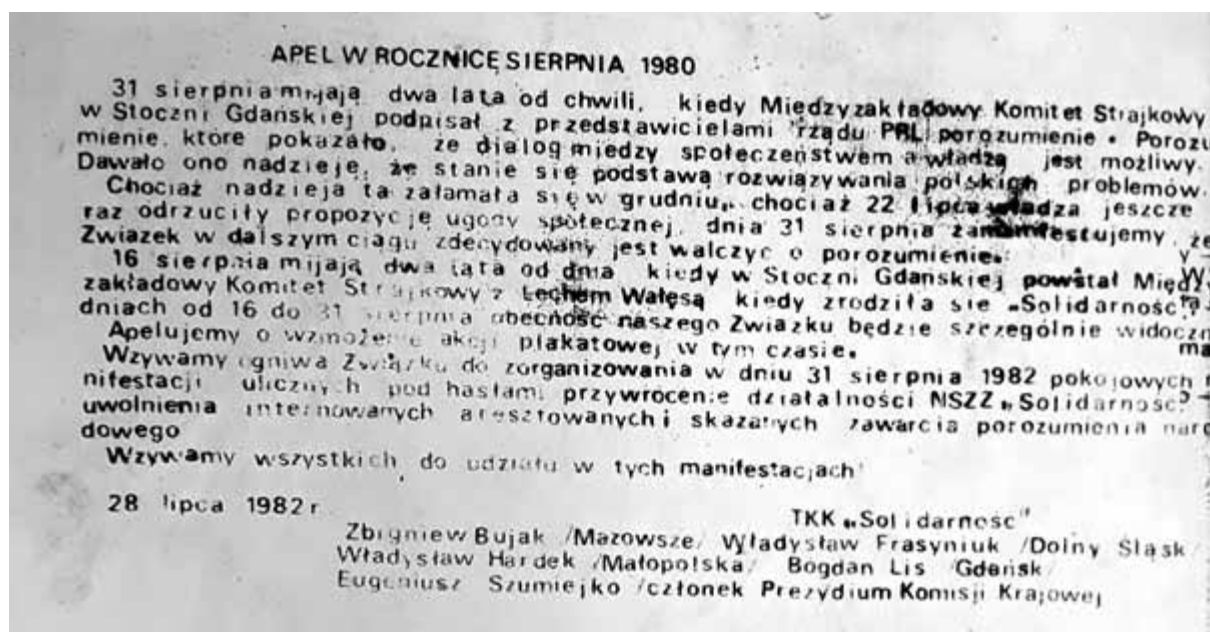 APEL W ROCZNICĘ SIERPNIA 1980
31 sierpnia mijają dwa lata od chwili, kiedy Międzyzakładowy Komitet Strajkowy
w Stoczni Gdańskiej podpisał z przedstawicielami rządu PRL porozumienie. Porozu
mienie, które pokazało, że dialog miedzy społeczeństwem a władzą jest możliwy.
Dawało ono nadzieję, że stanie się podstawą rozwiązywania polskich problemów.
Chociaż nadzieja ta załamała się w grudniu, chociaż 22 lipca władza jeszcze
raz odrzuciły propozycje ugody społecznej, dnia 31 sierpnia zamanifestujemy, że
Związek w dalszym ciągu zdecydowany jest walczyć o porozumienie.
16 sierpnia mijają dwa lata od dnia kiedy w Stoczni Gdańskiej powstał Między
zakładowy Komitet Strajkowy z Lechem Wałęsą kiedy zrodziła sie „Solidarność"
dniach od 16 do 31 sierpnia obecność naszego Związku będzie szczególnie widoczn
Apelujemy o wzmożenie akcji plakatowej w tym czasie. ma
Wzywamy ogniwa Związku do zorganizowania w dniu 31 sierpnia 1982 pokojowych
nifestacji ulicznych pod hasłami przywrócenie działalności NSZZ „Solidarność"
uwolnienia internowanych aresztowanych i skazanych zawarcia porozumienia naro
dowego
Wzywamy wszystkich do udziału w tych manifestacjach!
28 lipca 1982 r
TKK „Solidarność"
Zbigniew Bujak /Mazowsze/ Władysław Frasyniuk /Dolny Śląsk/
Władysław Hardek /Małopolska/ Bogdan Lis /Gdańsk/
Eugeniusz Szumiejko /członek Prezydium Komisji Krajowej